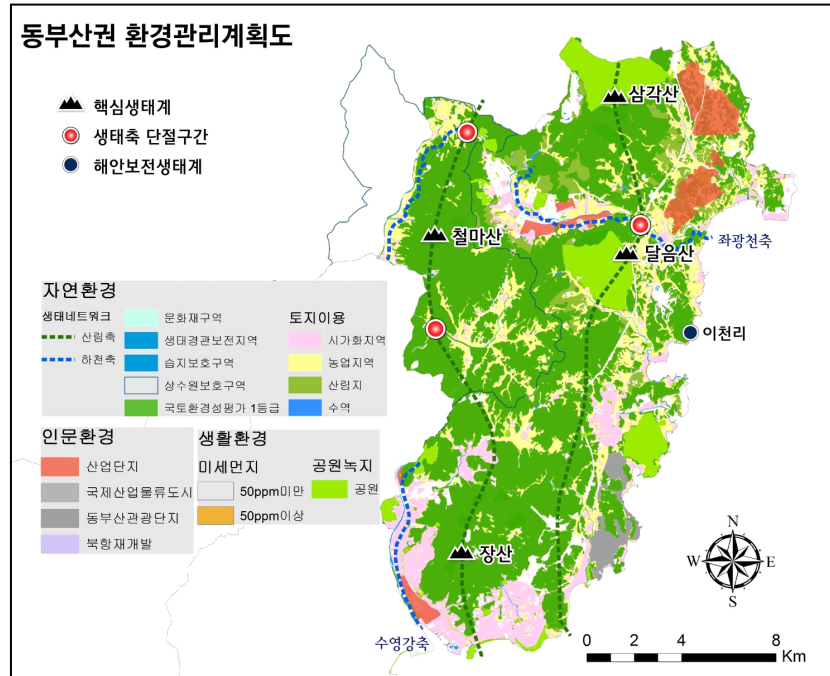 동부산권 환경관리계획도
핵심생태계
생태축 단절구간
해안보전생태계
삼각산
철마산
좌광천축
달음산
이천리
장산
수영강축
자연환경
생태네트워크
산림축
하천축
문화재구역
생태경관보전지역
습지보호구역
상수원보호구역
국토환경성평가 1등급
토지이용
시가화지역
농업지역
산림지
수역
인문환경
산업단지
국제산업물류도시
동부산관광단지
북항재개발
생활환경
미세먼지
50ppm미만
50ppm이상
공원녹지
공원
N
W E
S
0 2 4 8
Km